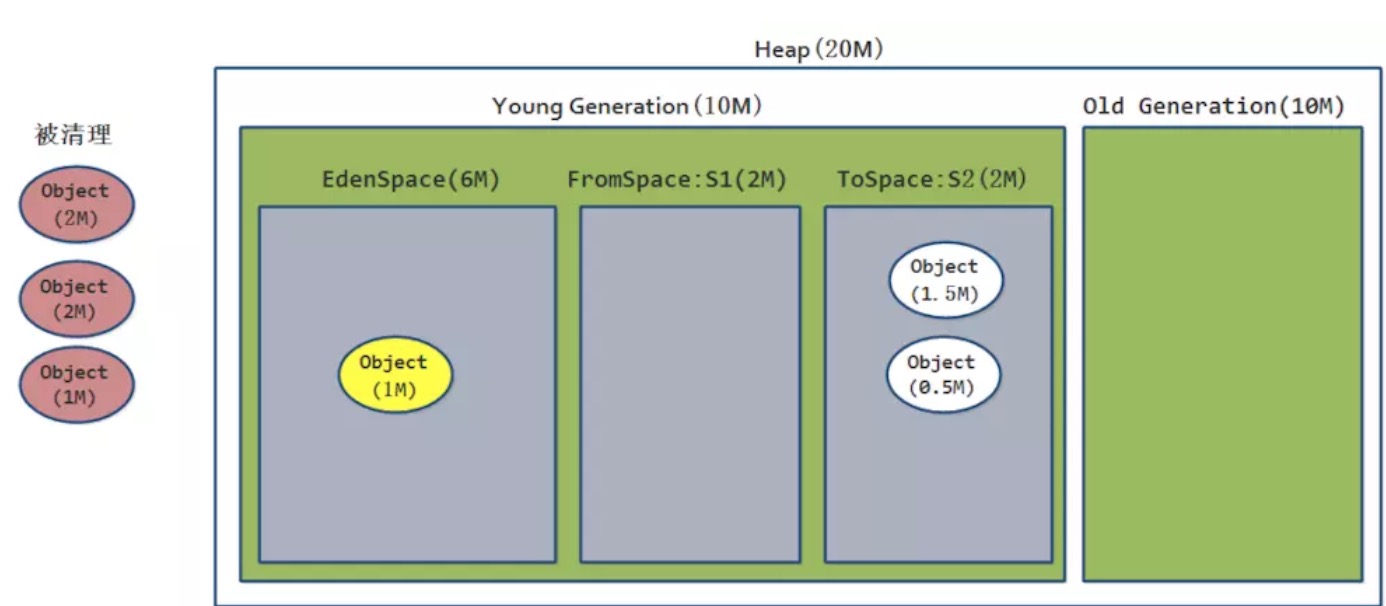 Heap(20M)
Young Generation(10M)
Old Generation(10M)
被清理
EdenSpace(6M)
FromSpace:S1(2M)
ToSpace:S2(2M)
Object
(2M)
Object
(2M)
Object
(1M)
Object
(1M)
Object
(1.5M)
Object
(0.5M)